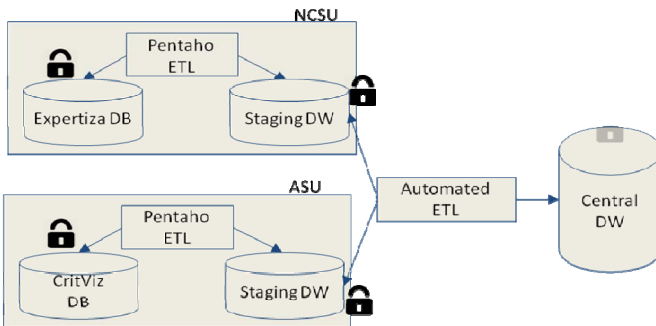 NCSU
Pentaho
ETL
Expertiza DB
Staging DW
ASU
Pentaho
ETL
CritViz
DB
Staging DW
Automated
ETL
Central
DW